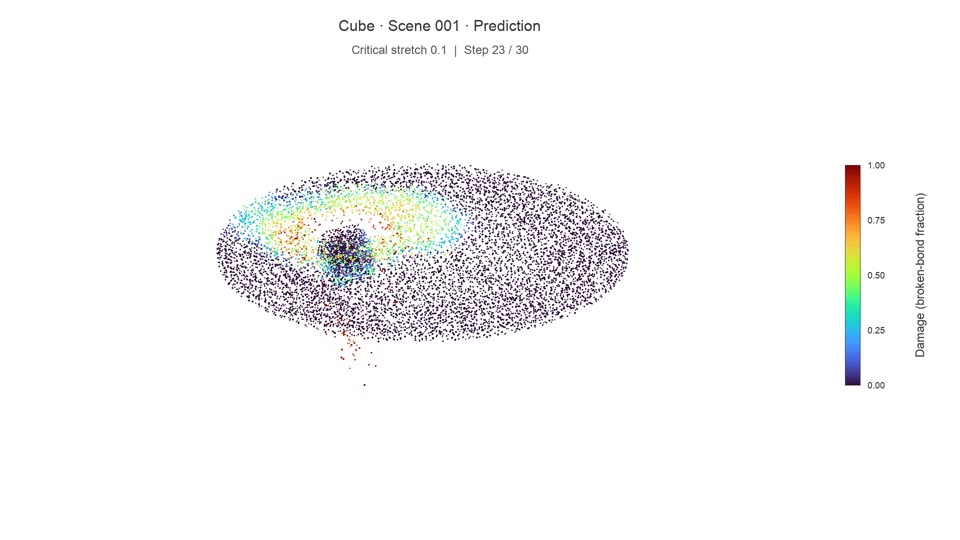 Cube · Scene 001 · Prediction
Critical stretch 0.1 | Step 23 / 30
1.00
0.75
0.50
0.25
0.00
Damage (broken-bond fraction)